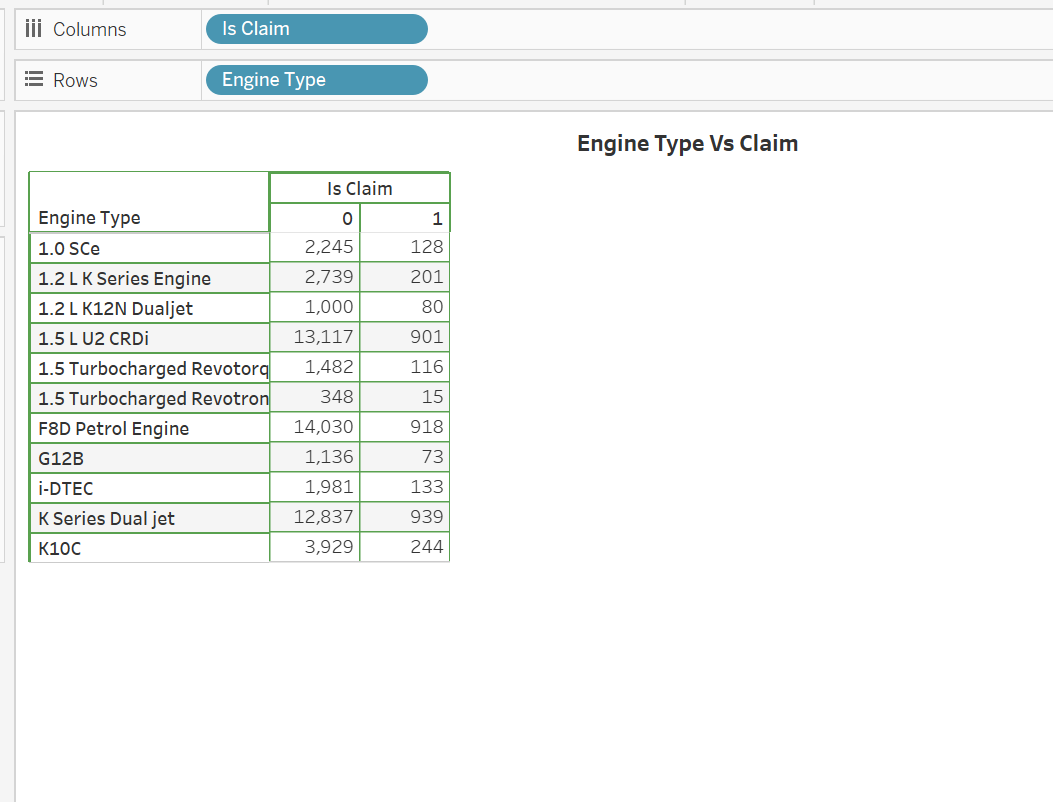 Columns Is Claim
Rows Engine Type
Engine Type Vs Claim
Is Claim
Engine Type 0 1
1.0 SCe 2,245 128
1.2 L K Series Engine 2,739 201
1.2 L K12N Dualjet 1,000 80
1.5 L U2 CRDi 13,117 901
1.5 Turbocharged Revotorq 1,482 116
1.5 Turbocharged Revotron 348 15
F8D Petrol Engine 14,030 918
G12B 1,136 73
i-DTEC 1,981 133
K Series Dual jet 12,837 939
K10C 3,929 244